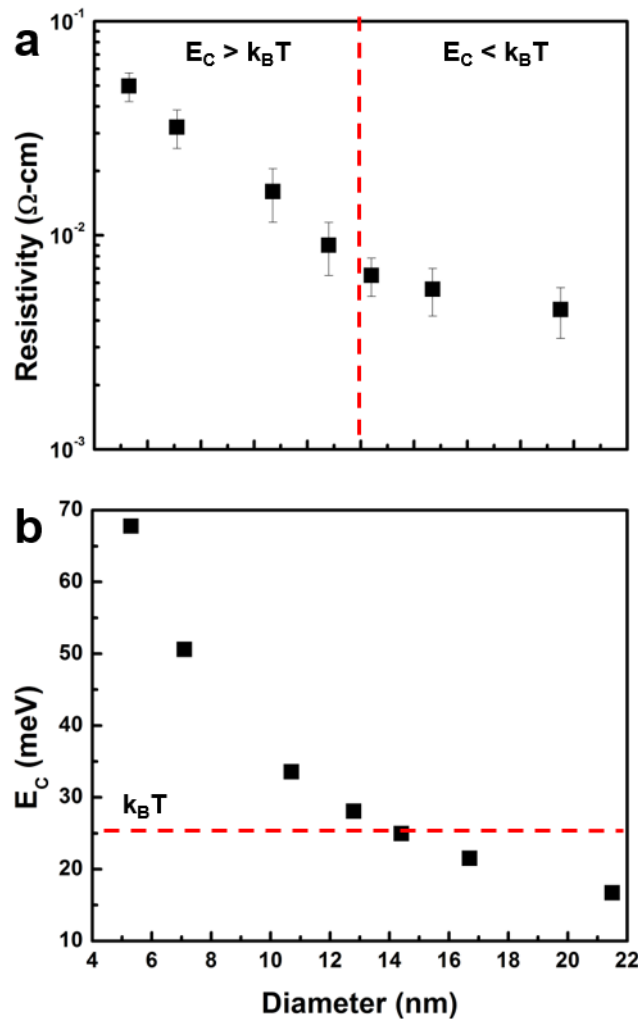 a
10⁻¹
E_C > k_BT
E_C < k_BT
10⁻²
10⁻³
Resistivity (Ω-cm)
b
70
60
50
40
30
20
10
E_C (meV)
k_BT
4 6 8 10 12 14 16 18 20 22
Diameter (nm)